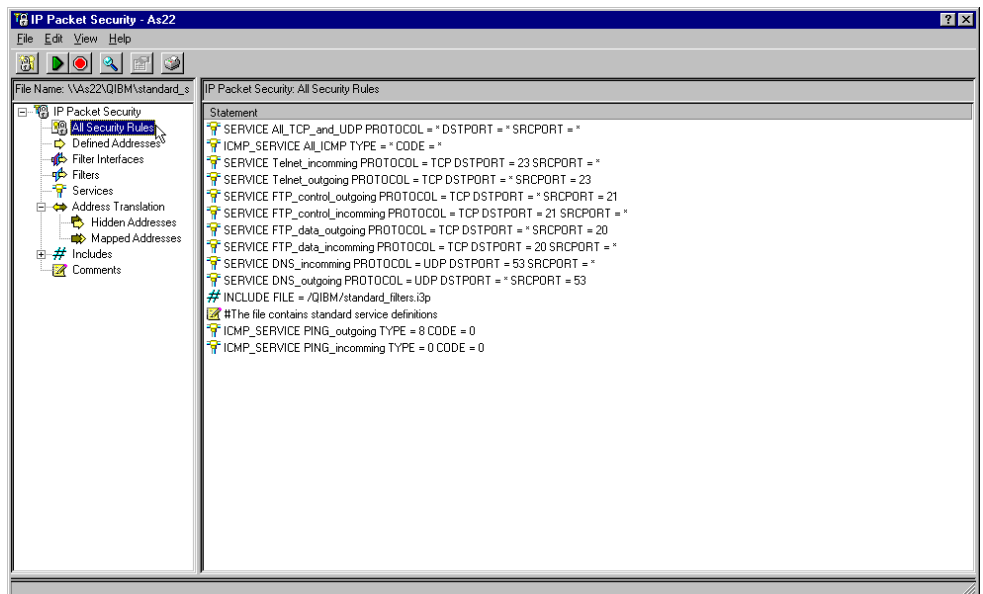 IP Packet Security - As22
File Edit View Help
File Name: \\As22\QIBM\standard_s
IP Packet Security: All Security Rules
IP Packet Security
All Security Rules
Defined Addresses
Filter Interfaces
Filters
Services
Address Translation
Hidden Addresses
Mapped Addresses
Includes
Comments
Statement
SERVICE All_TCP_and_UDP PROTOCOL = * DSTPORT = * SRCPORT = *
ICMP_SERVICE All_ICMP TYPE = * CODE = *
SERVICE Telnet_incomming PROTOCOL = TCP DSTPORT = 23 SRCPORT = *
SERVICE Telnet_outgoing PROTOCOL = TCP DSTPORT = * SRCPORT = 23
SERVICE FTP_control_outgoing PROTOCOL = TCP DSTPORT = * SRCPORT = 21
SERVICE FTP_control_incomming PROTOCOL = TCP DSTPORT = 21 SRCPORT = *
SERVICE FTP_data_outgoing PROTOCOL = TCP DSTPORT = * SRCPORT = 20
SERVICE FTP_data_incomming PROTOCOL = TCP DSTPORT = 20 SRCPORT = *
SERVICE DNS_incomming PROTOCOL = UDP DSTPORT = 53 SRCPORT = *
SERVICE DNS_outgoing PROTOCOL = UDP DSTPORT = * SRCPORT = 53
INCLUDE FILE = /QIBM/standard_filters.i3p
#The file contains standard service definitions
ICMP_SERVICE PING_outgoing TYPE = 8 CODE = 0
ICMP_SERVICE PING_incomming TYPE = 0 CODE = 0